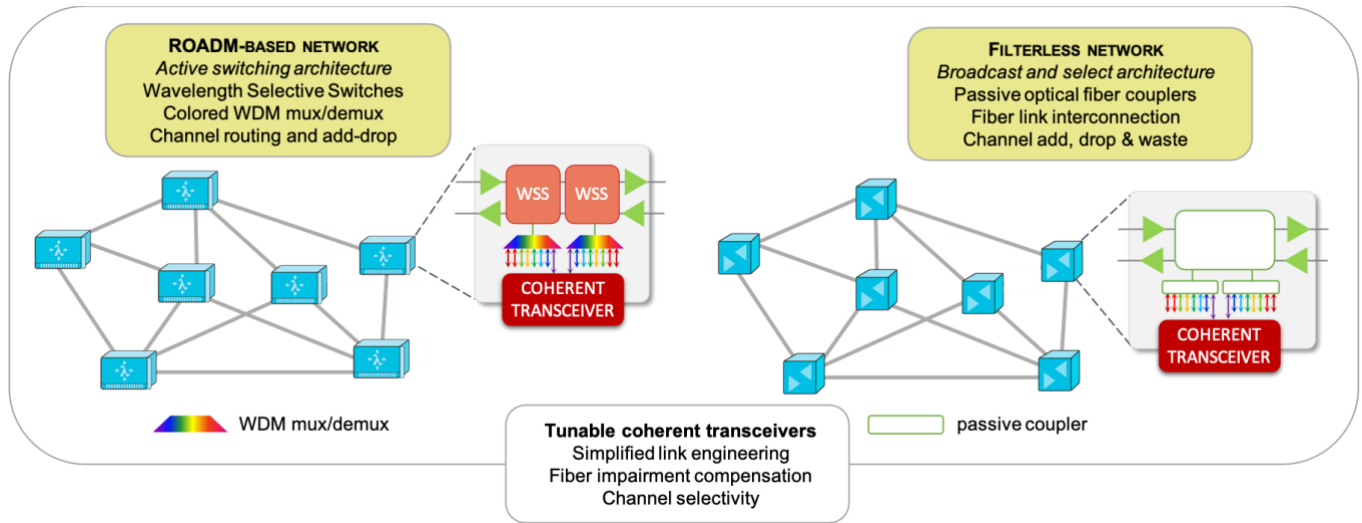 ROADM-BASED NETWORK
Active switching architecture
Wavelength Selective Switches
Colored WDM mux/demux
Channel routing and add-drop
WSS
WSS
COHERENT
TRANSCEIVER
FILTERLESS NETWORK
Broadcast and select architecture
Passive optical fiber couplers
Fiber link interconnection
Channel add, drop & waste
COHERENT
TRANSCEIVER
WDM mux/demux
passive coupler
Tunable coherent transceivers
Simplified link engineering
Fiber impairment compensation
Channel selectivity